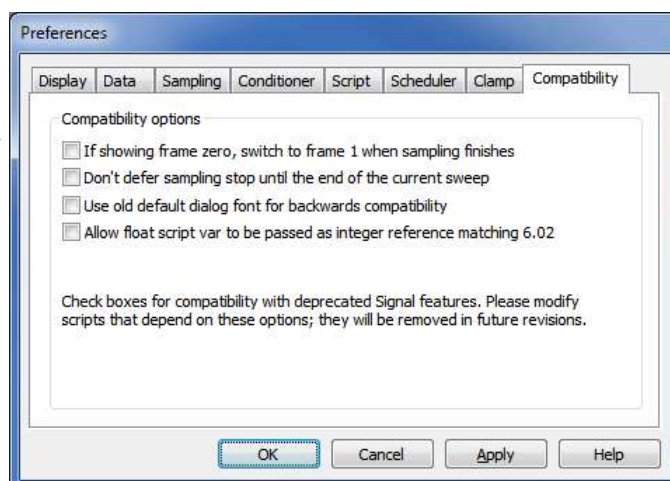 Preferences
Display Data Sampling Conditioner Script Scheduler Clamp Compatibility
Compatibility options
If showing frame zero, switch to frame 1 when sampling finishes
Don't defer sampling stop until the end of the current sweep
Use old default dialog font for backwards compatibility
Allow float script var to be passed as integer reference matching 6.02
Check boxes for compatibility with deprecated Signal features. Please modify
scripts that depend on these options; they will be removed in future revisions.
OK Cancel Apply Help